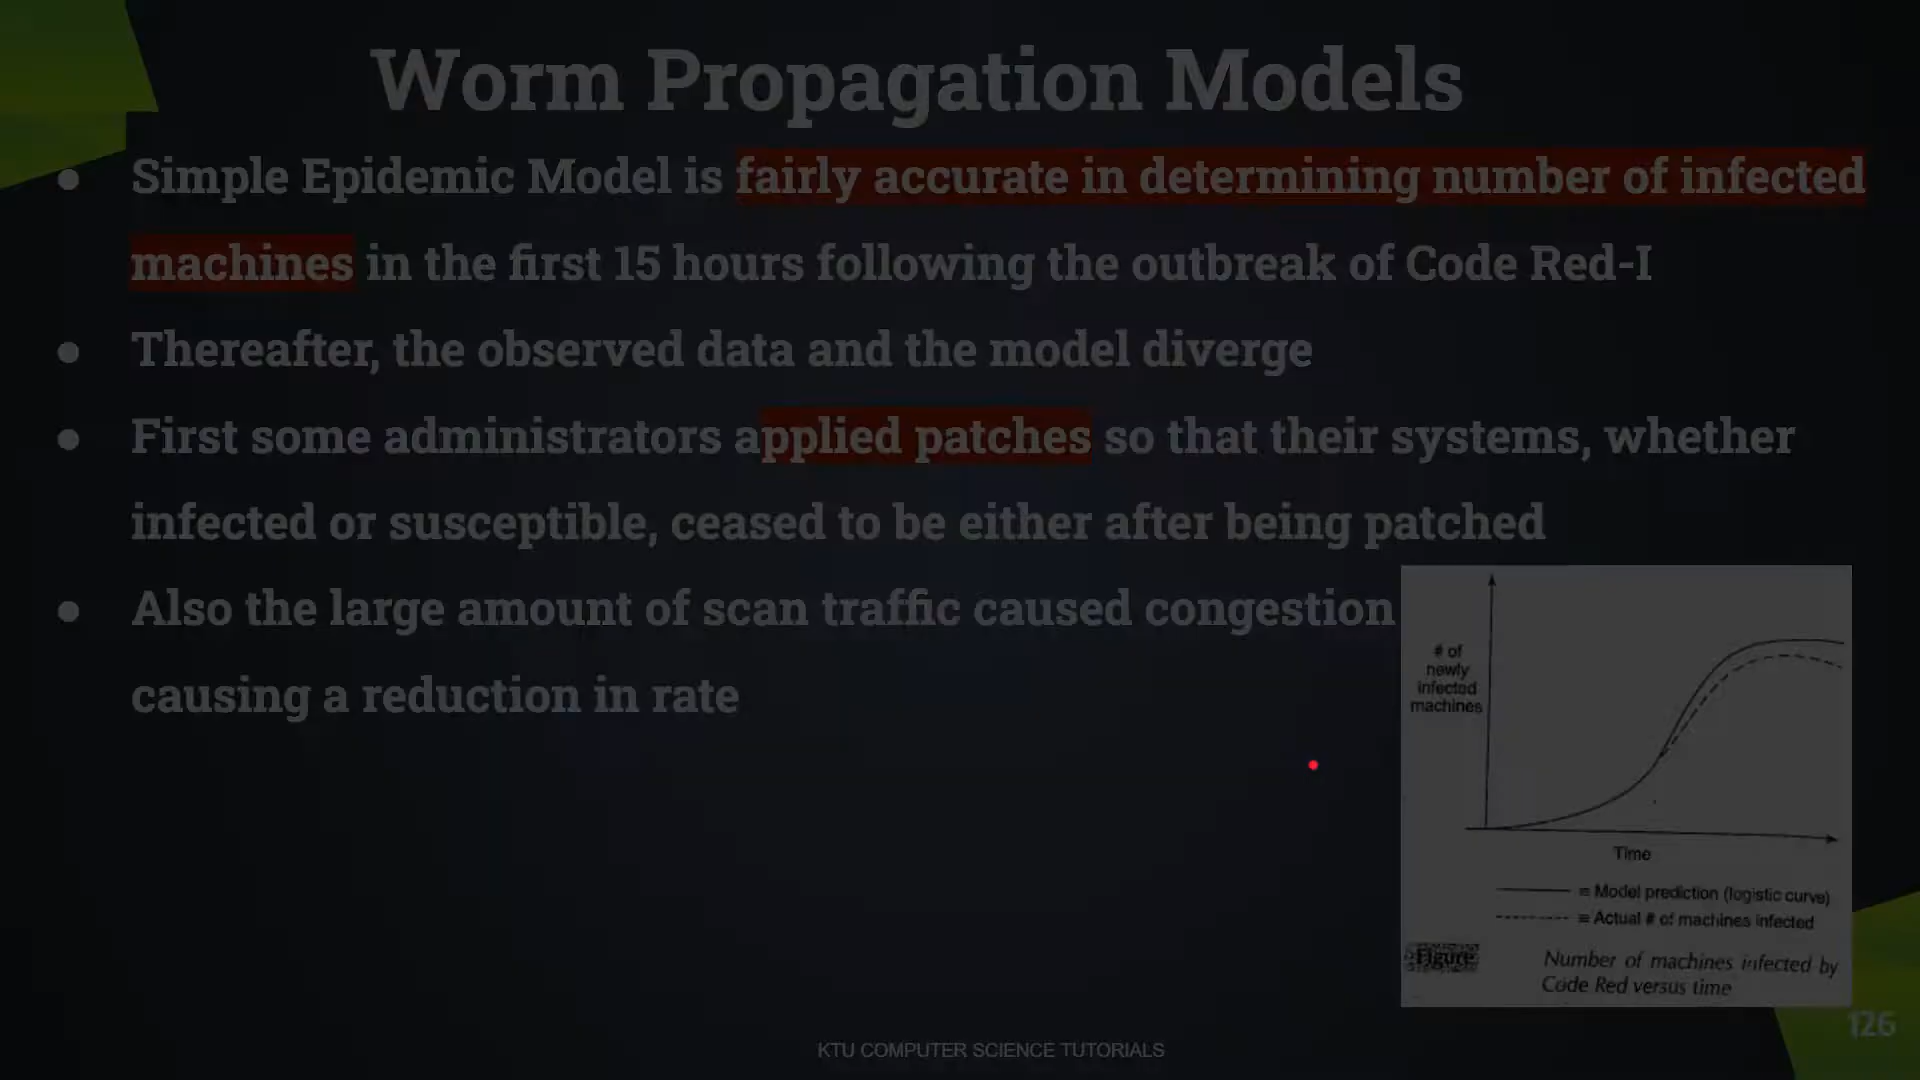 Worm Propagation Models
● Simple Epidemic Model is fairly accurate in determining number of infected
machines in the first 15 hours following the outbreak of Code Red-I
● Thereafter, the observed data and the model diverge
● First some administrators applied patches so that their systems, whether
infected or susceptible, ceased to be either after being patched
● Also the large amount of scan traffic caused congestion
causing a reduction in rate
# of
newly
infected
machines
Time
≡ Model prediction (logistic curve)
≡ Actual # of machines infected
Figure
Number of machines infected by
Code Red versus time
126
KTU COMPUTER SCIENCE TUTORIALS